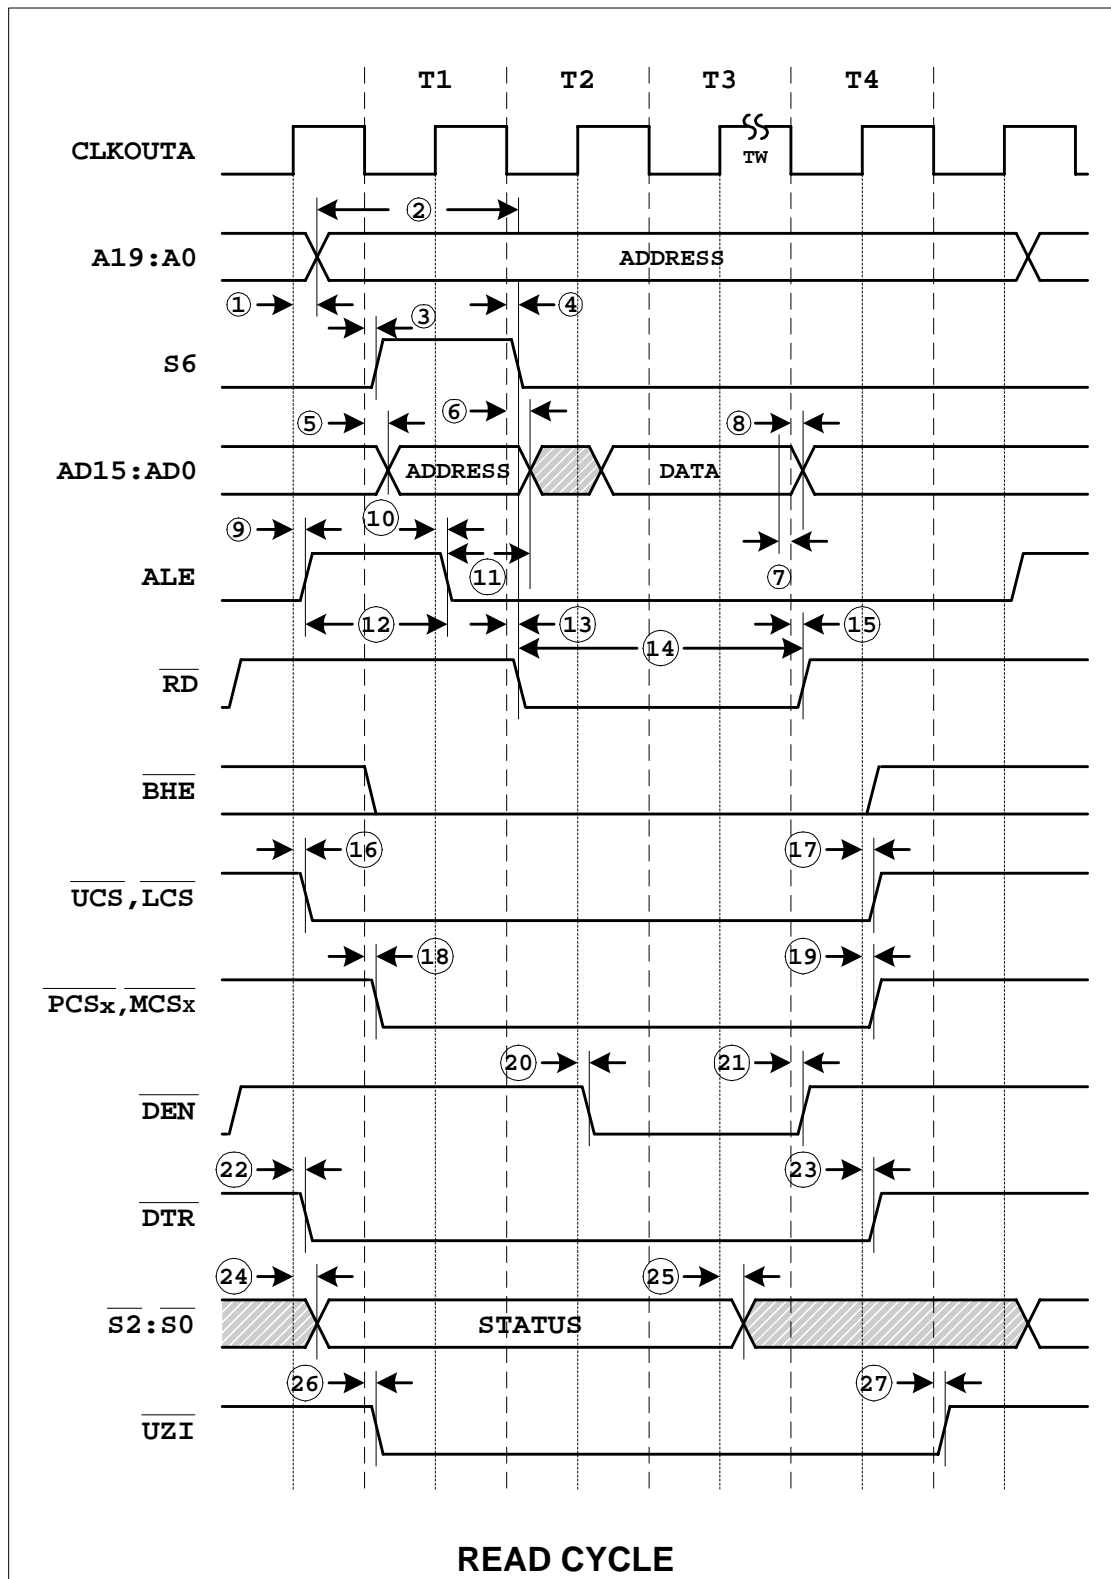 T1 T2 T3 T4
CLKOUTA
TW
2
A19:A0 ADDRESS
1 3 4
S6
5 6 8
AD15:AD0 ADDRESS DATA
9 10
ALE 11 7
12 13 14 15
RD
BHE
16 17
UCS,LCS
18 19
PCSx,MCSx
20 21
DEN
22 23
DTR
24 25
S2:S0 STATUS
26 27
UZI
READ CYCLE